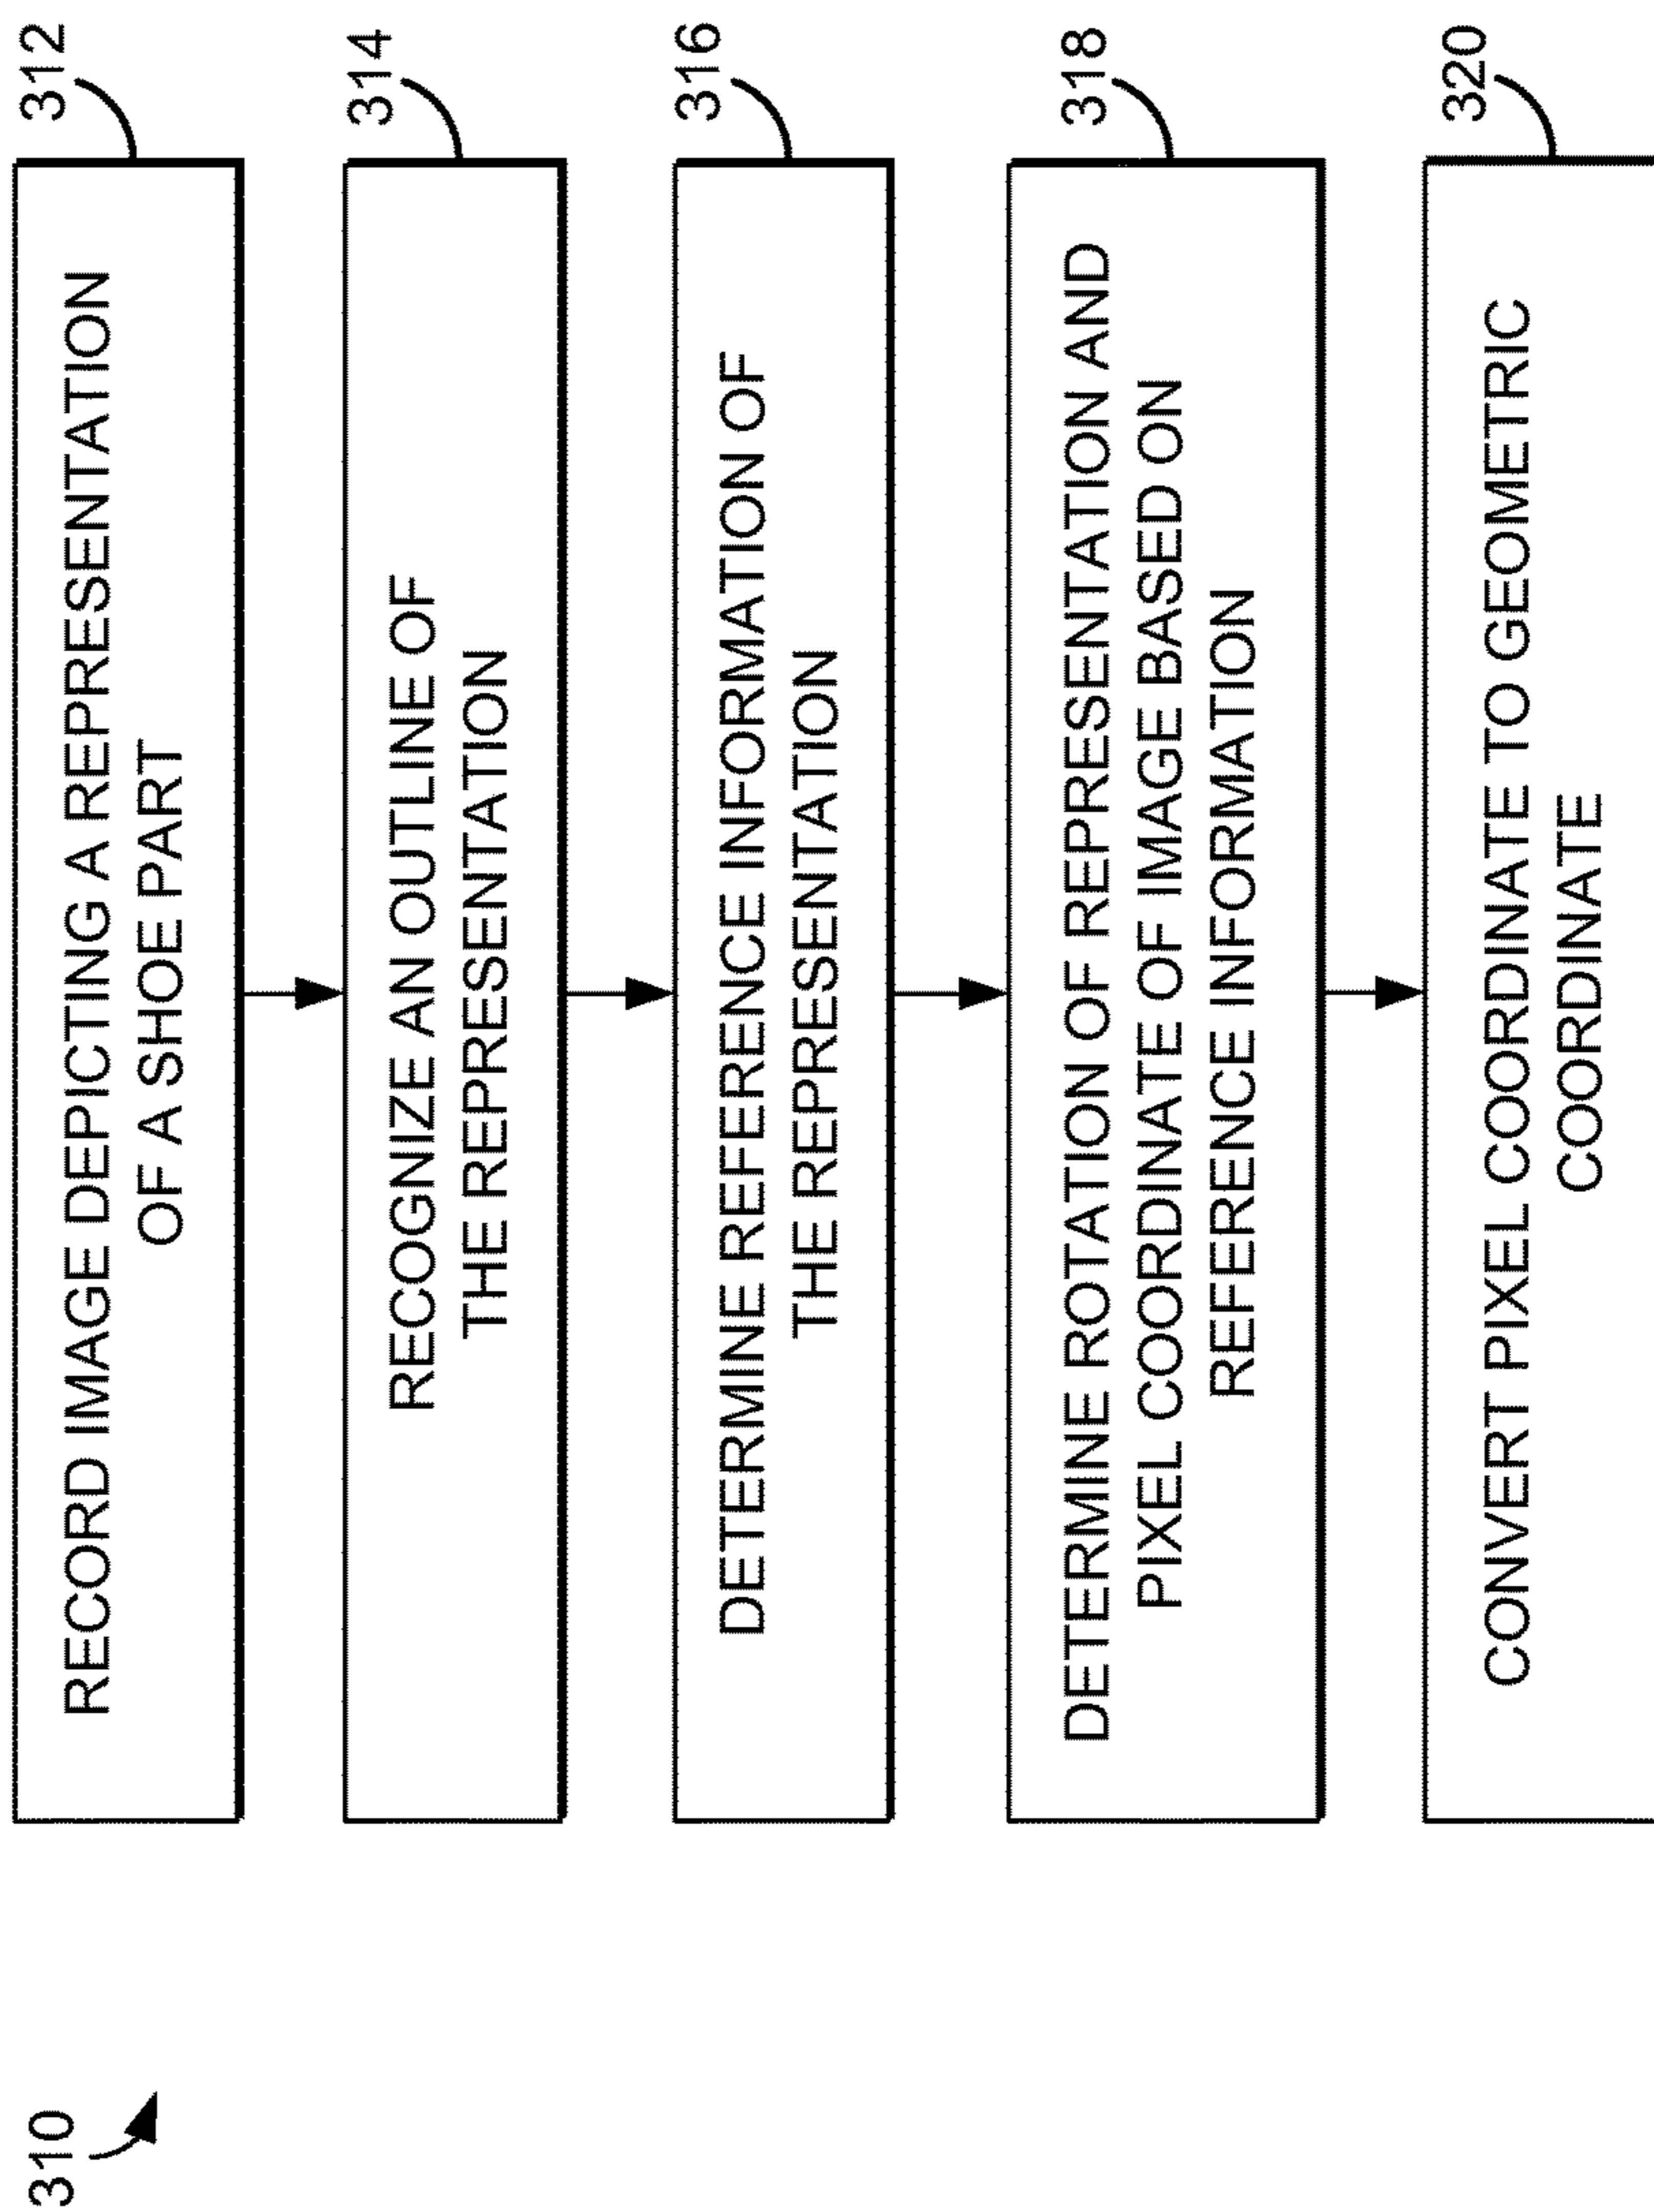 310
RECORD IMAGE DEPICTING A REPRESENTATION
OF A SHOE PART
312
RECOGNIZE AN OUTLINE OF
THE REPRESENTATION
314
DETERMINE REFERENCE INFORMATION OF
THE REPRESENTATION
316
DETERMINE ROTATION OF REPRESENTATION AND
PIXEL COORDINATE OF IMAGE BASED ON
REFERENCE INFORMATION
318
CONVERT PIXEL COORDINATE TO GEOMETRIC
COORDINATE
320